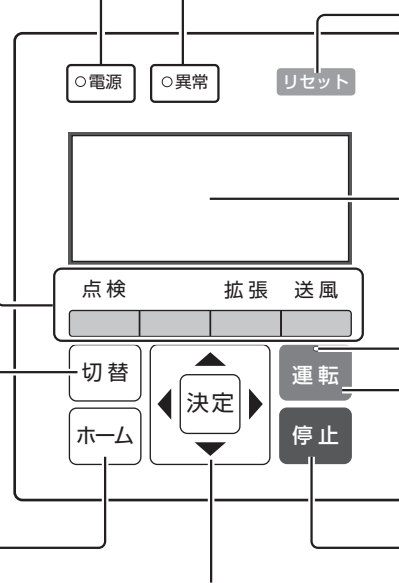 電源 異常 リセット
点検 拡張 送風
切替 運転
決定
ホーム 停止